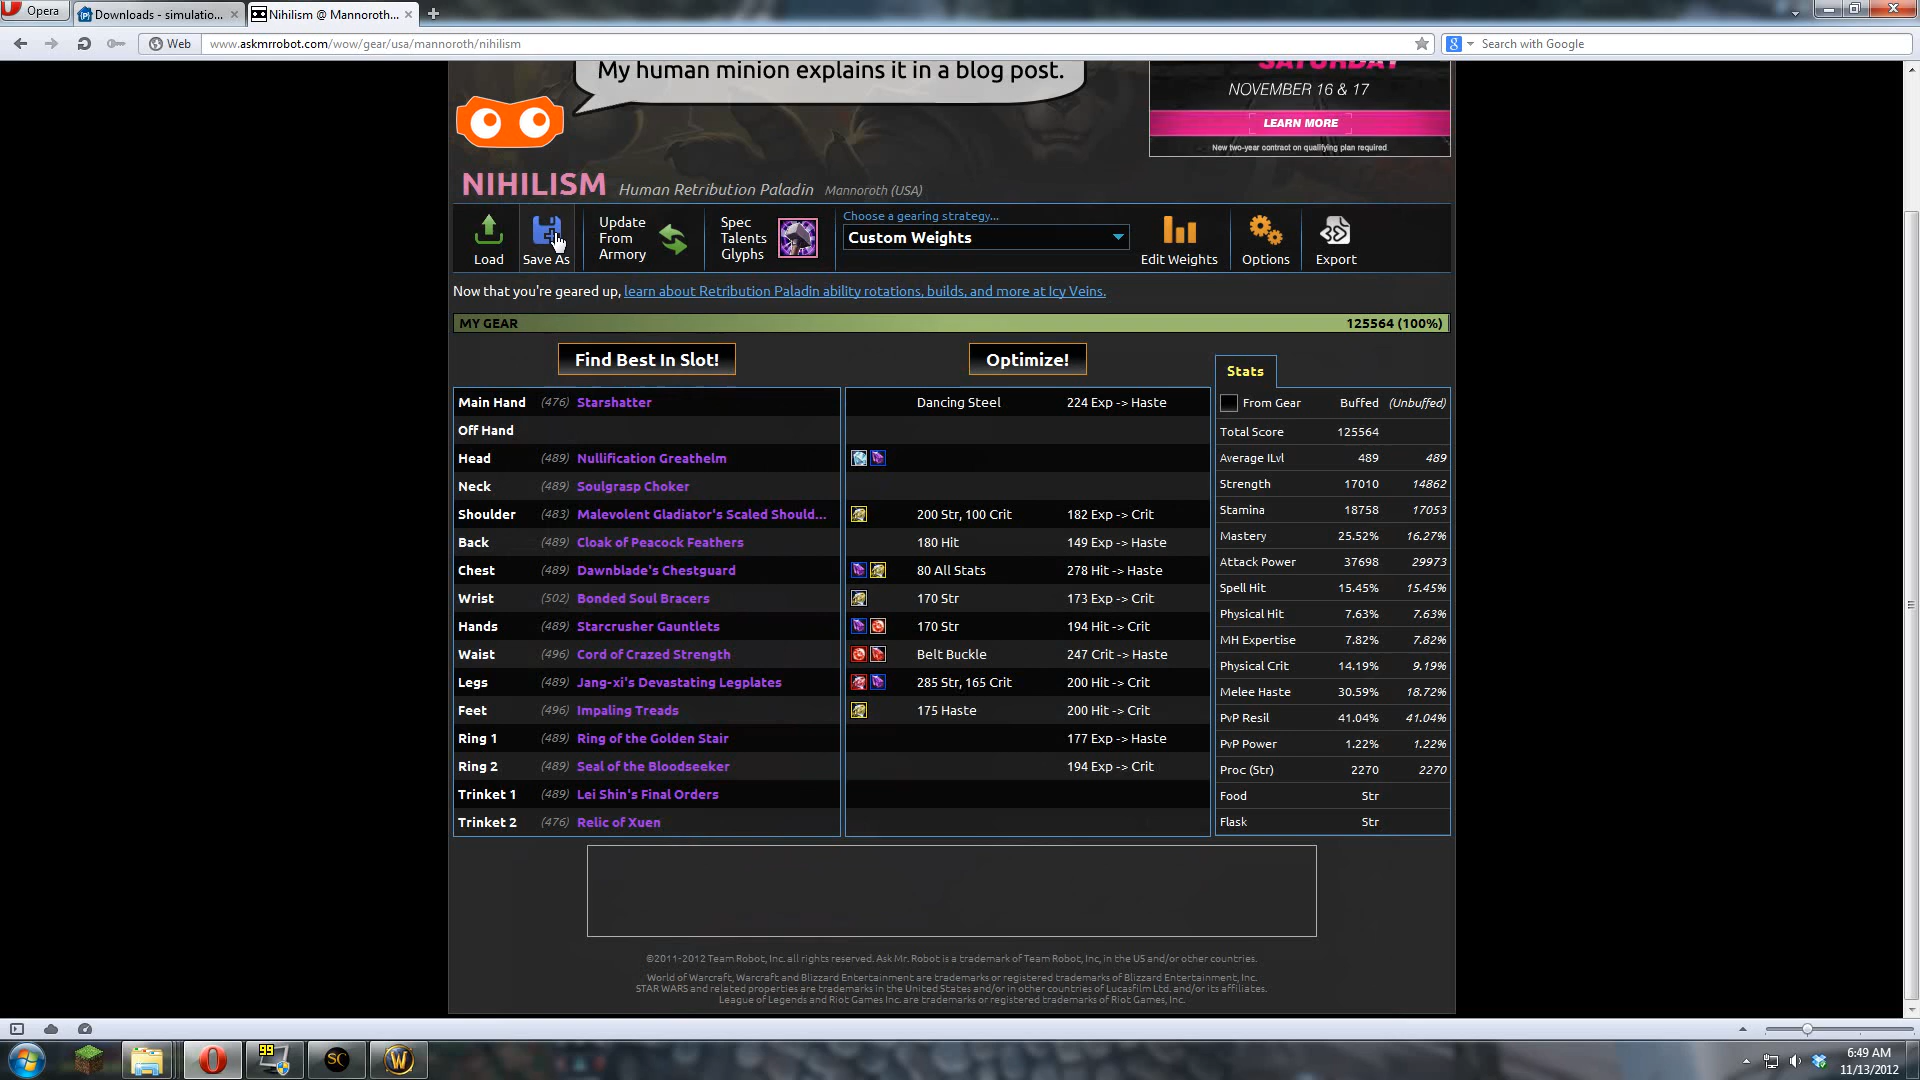 Opera
Downloads - simulatio...
Nihilism @ Mannoroth...
Web
www.askmrrobot.com/wow/gear/usa/mannoroth/nihilism
Search with Google
My human minion explains it in a blog post.
SATURDAY
NOVEMBER 16 & 17
LEARN MORE
New two-year contract on qualifying plan required.
NIHILISM Human Retribution Paladin Mannoroth (USA)
Load
Save As
Update
From
Armory
Spec
Talents
Glyphs
Choose a gearing strategy...
Custom Weights
Edit Weights
Options
Export
Now that you're geared up, learn about Retribution Paladin ability rotations, builds, and more at Icy Veins.
MY GEAR 125564 (100%)
Find Best In Slot!
Optimize!
Stats
Main Hand (476) Starshatter Dancing Steel 224 Exp -> Haste
Off Hand
Head (489) Nullification Greathelm
Neck (489) Soulgrasp Choker
Shoulder (483) Malevolent Gladiator's Scaled Should... 200 Str, 100 Crit 182 Exp -> Crit
Back (489) Cloak of Peacock Feathers 180 Hit 149 Exp -> Haste
Chest (489) Dawnblade's Chestguard 80 All Stats 278 Hit -> Haste
Wrist (502) Bonded Soul Bracers 170 Str 173 Exp -> Crit
Hands (489) Starcrusher Gauntlets 170 Str 194 Hit -> Crit
Waist (496) Cord of Crazed Strength Belt Buckle 247 Crit -> Haste
Legs (489) Jang-xi's Devastating Legplates 285 Str, 165 Crit 200 Hit -> Crit
Feet (496) Impaling Treads 175 Haste 200 Hit -> Crit
Ring 1 (489) Ring of the Golden Stair 177 Exp -> Haste
Ring 2 (489) Seal of the Bloodseeker 194 Exp -> Crit
Trinket 1 (489) Lei Shin's Final Orders
Trinket 2 (476) Relic of Xuen
From Gear Buffed (Unbuffed)
Total Score 125564
Average ILvl 489 489
Strength 17010 14862
Stamina 18758 17053
Mastery 25.52% 16.27%
Attack Power 37698 29973
Spell Hit 15.45% 15.45%
Physical Hit 7.63% 7.63%
MH Expertise 7.82% 7.82%
Physical Crit 14.19% 9.19%
Melee Haste 30.59% 18.72%
PvP Resil 41.04% 41.04%
PvP Power 1.22% 1.22%
Proc (Str) 2270 2270
Food Str
Flask Str
©2011-2012 Team Robot, Inc. all rights reserved. Ask Mr. Robot is a trademark of Team Robot, Inc, in the US and/or other countries.
World of Warcraft, Warcraft and Blizzard Entertainment are trademarks or registered trademarks of Blizzard Entertainment, Inc.
STAR WARS and related properties are trademarks in the United States and/or in other countries of Lucasfilm Ltd. and/or its affiliates.
League of Legends and Riot Games Inc. are trademarks or registered trademarks of Riot Games, Inc.
99
SC
6:49 AM
11/13/2012